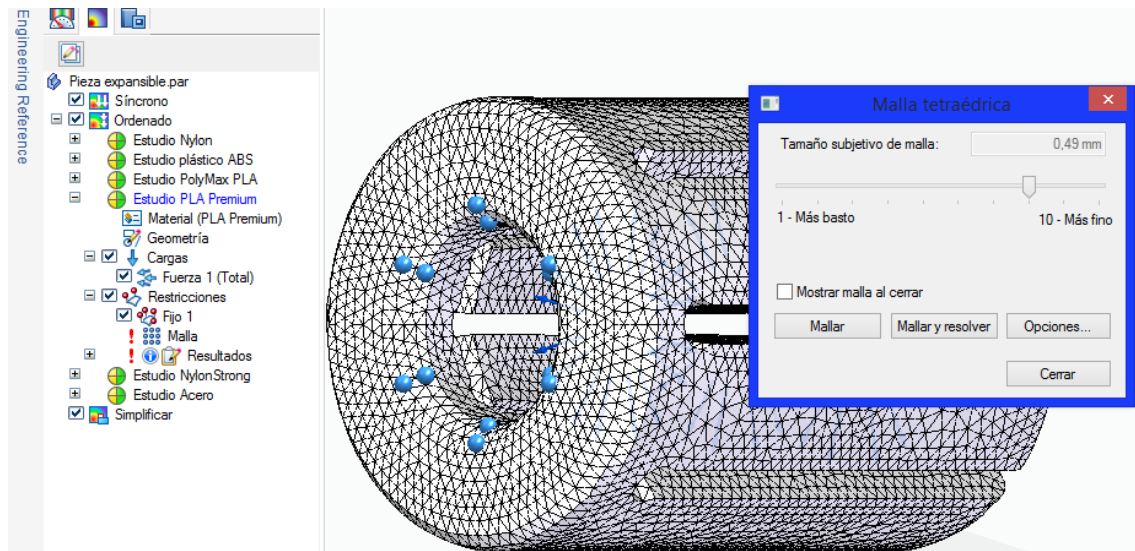 Engineering Reference
Pieza expansible.par
Síncrono
Ordenado
Estudio Nylon
Estudio plástico ABS
Estudio PolyMax PLA
Estudio PLA Premium
Material (PLA Premium)
Geometría
Cargas
Fuerza 1 (Total)
Restricciones
Fijo 1
Malla
Resultados
Estudio NylonStrong
Estudio Acero
Simplificar
Malla tetraédrica
Tamaño subjetivo de malla: 0,49 mm
1 - Más basto 10 - Más fino
Mostrar malla al cerrar
Mallar Mallar y resolver Opciones...
Cerrar